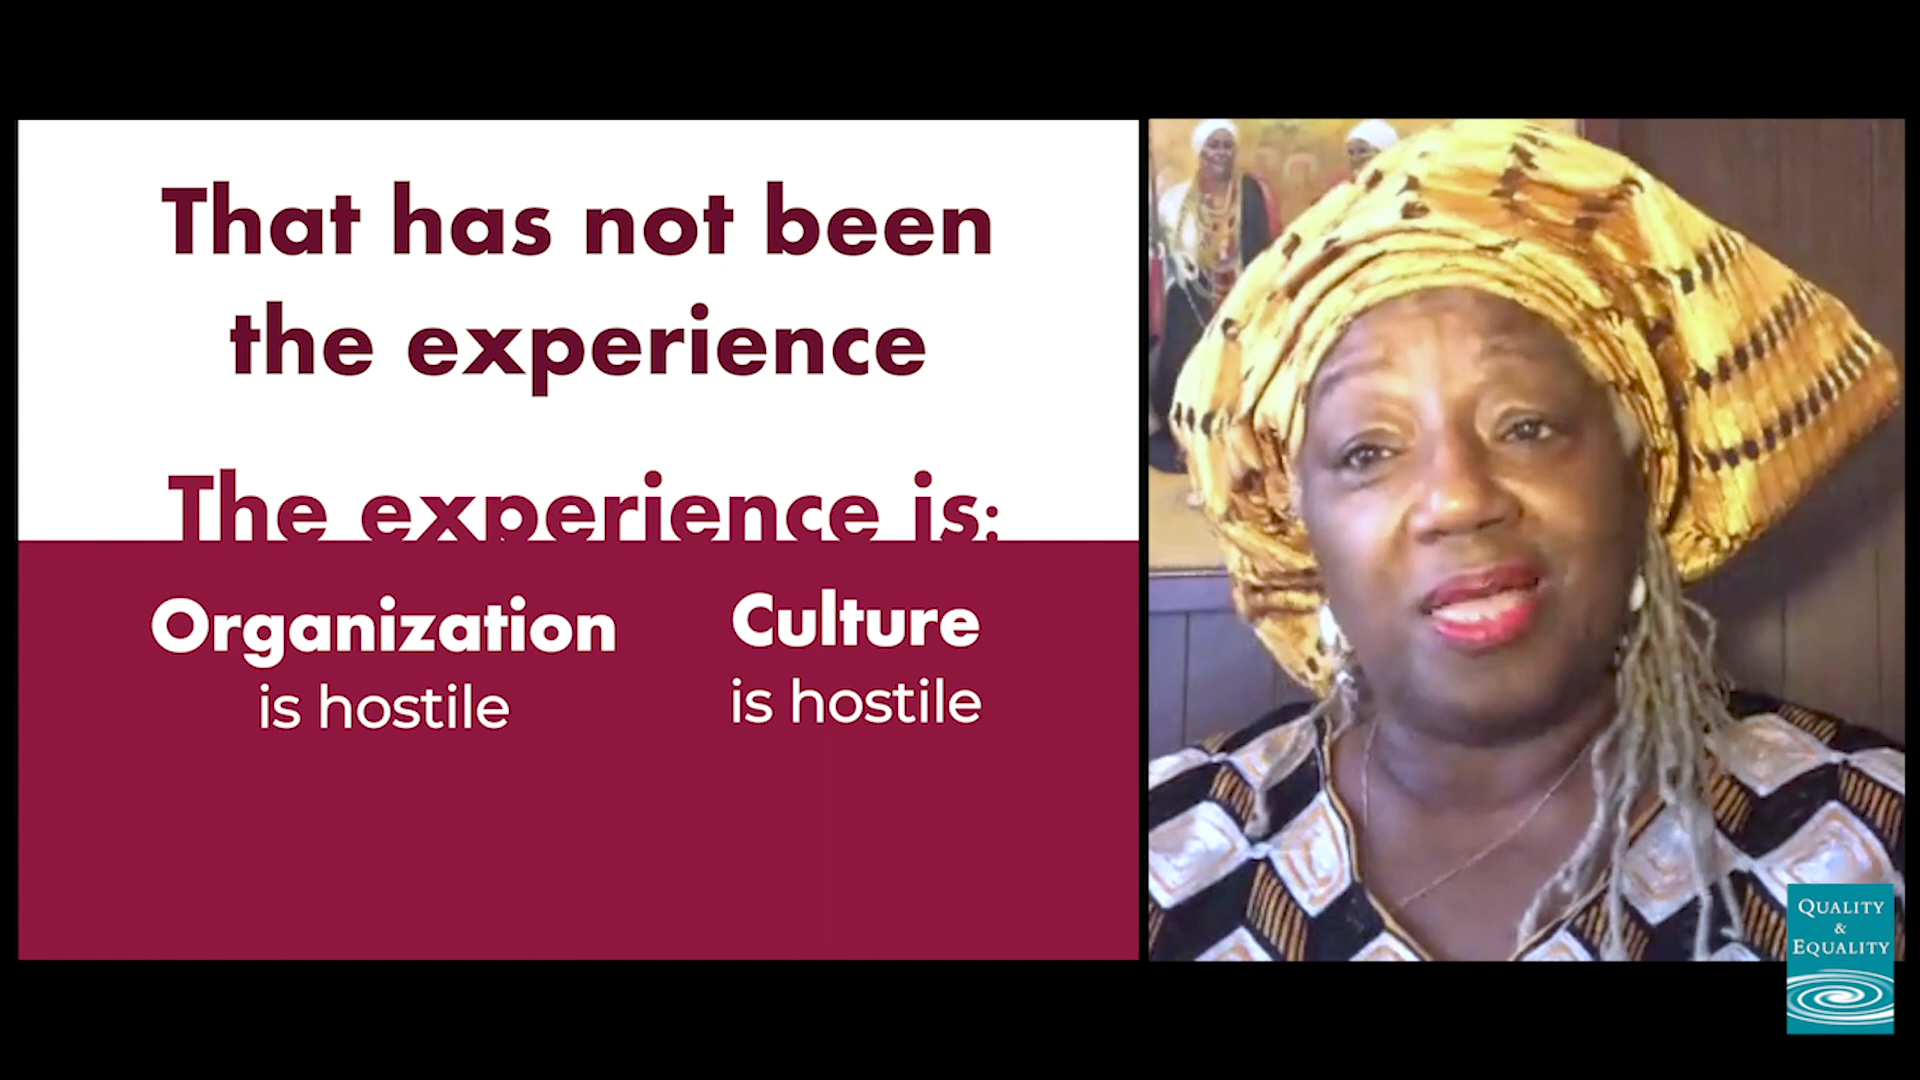 That has not been
the experience
The experience is:
Organization
is hostile
Culture
is hostile
QUALITY
&
EQUALITY